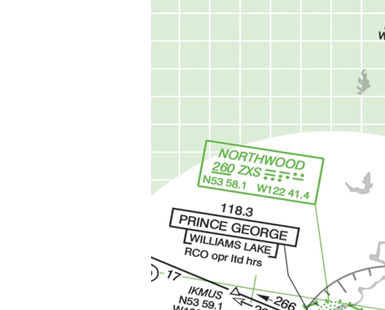 W
NORTHWOOD
260 ZXS
N53 58.1 W122 41.4
118.3
PRINCE GEORGE
WILLIAMS LAKE
RCO opr ltd hrs
17
IKMUS
N53 59.1
266